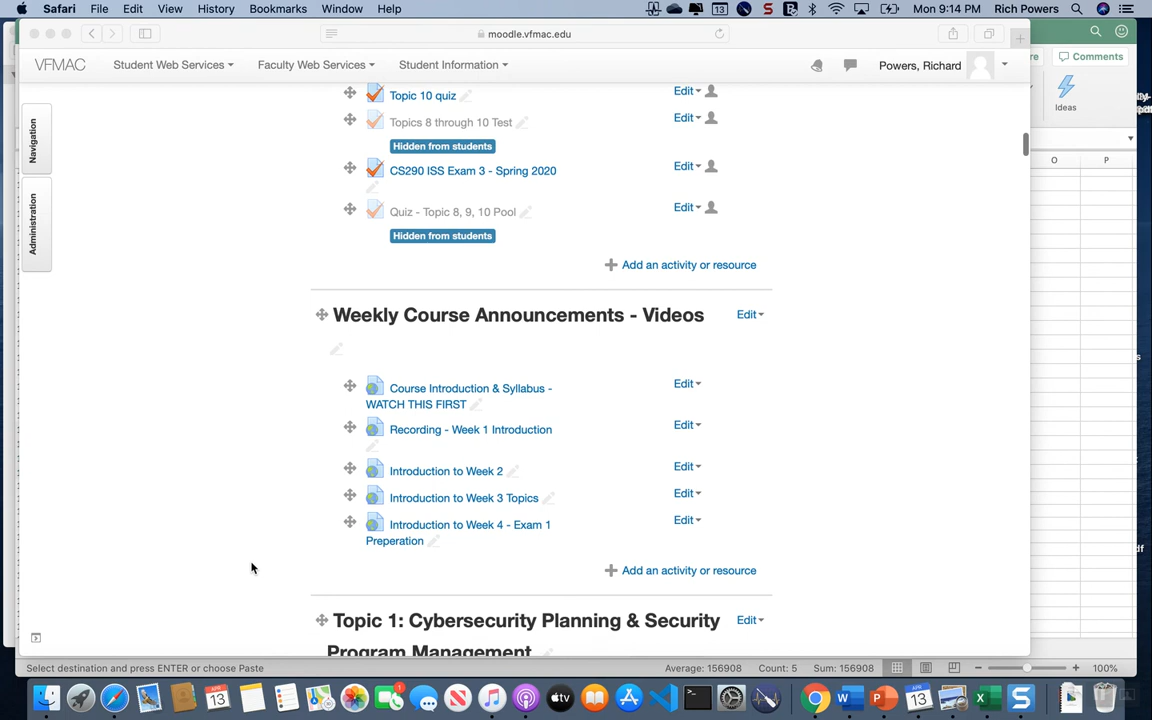 Safari File Edit View History Bookmarks Window Help 13 Mon 9:14 PM Rich Powers
moodle.vfmac.edu
VFMAC Student Web Services Faculty Web Services Student Information Powers, Richard
Comments
Ideas
O P
Navigation
Administration
Topic 10 quiz Edit
Topics 8 through 10 Test Edit
Hidden from students
CS290 ISS Exam 3 - Spring 2020 Edit
Quiz - Topic 8, 9, 10 Pool Edit
Hidden from students
Add an activity or resource
Weekly Course Announcements - Videos Edit
Course Introduction & Syllabus - Edit
WATCH THIS FIRST
Recording - Week 1 Introduction Edit
Introduction to Week 2 Edit
Introduction to Week 3 Topics Edit
Introduction to Week 4 - Exam 1 Edit
Preperation
Add an activity or resource
Topic 1: Cybersecurity Planning & Security Edit
Program Management
Select destination and press ENTER or choose Paste Average: 156908 Count: 5 Sum: 156908 100%